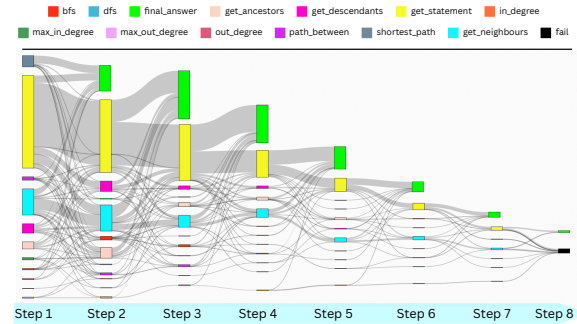 bfs dfs final_answer get_ancestors get_descendants get_statement in_degree
max_in_degree max_out_degree out_degree path_between shortest_path get_neighbours fail
Step 1 Step 2 Step 3 Step 4 Step 5 Step 6 Step 7 Step 8